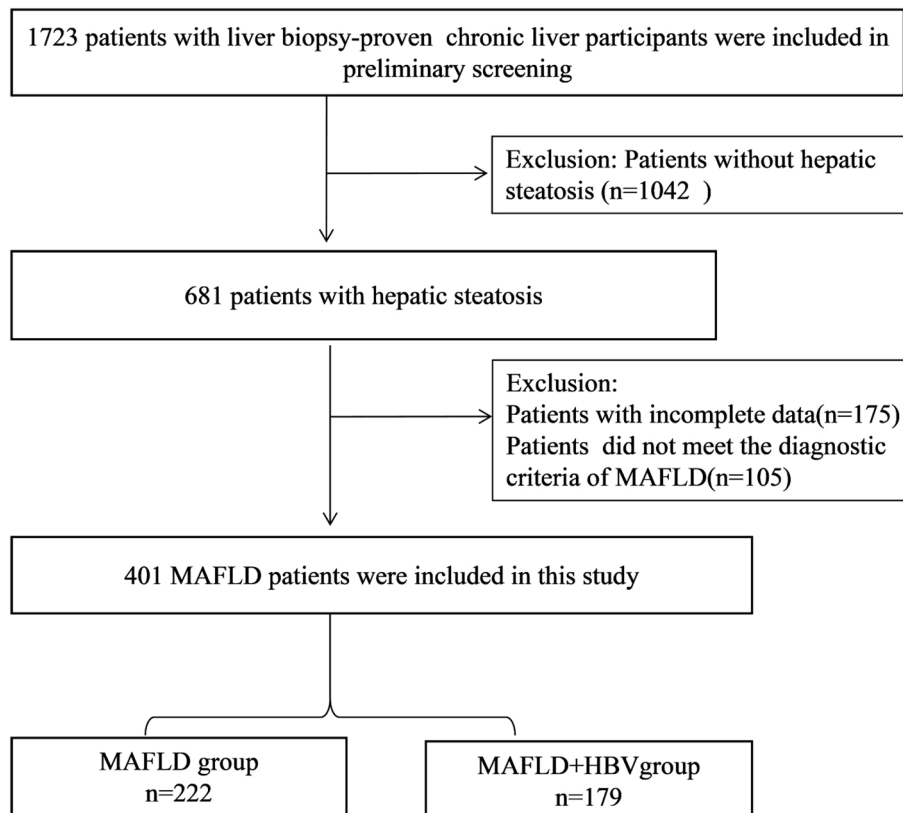 1723 patients with liver biopsy-proven  chronic liver participants were included in
preliminary screening
Exclusion: Patients without hepatic
steatosis (n=1042  )
681 patients with hepatic steatosis
Exclusion:
Patients with incomplete data(n=175)
Patients  did not meet the diagnostic
criteria of MAFLD(n=105)
401 MAFLD patients were included in this study
MAFLD group
n=222
MAFLD+HBVgroup
n=179